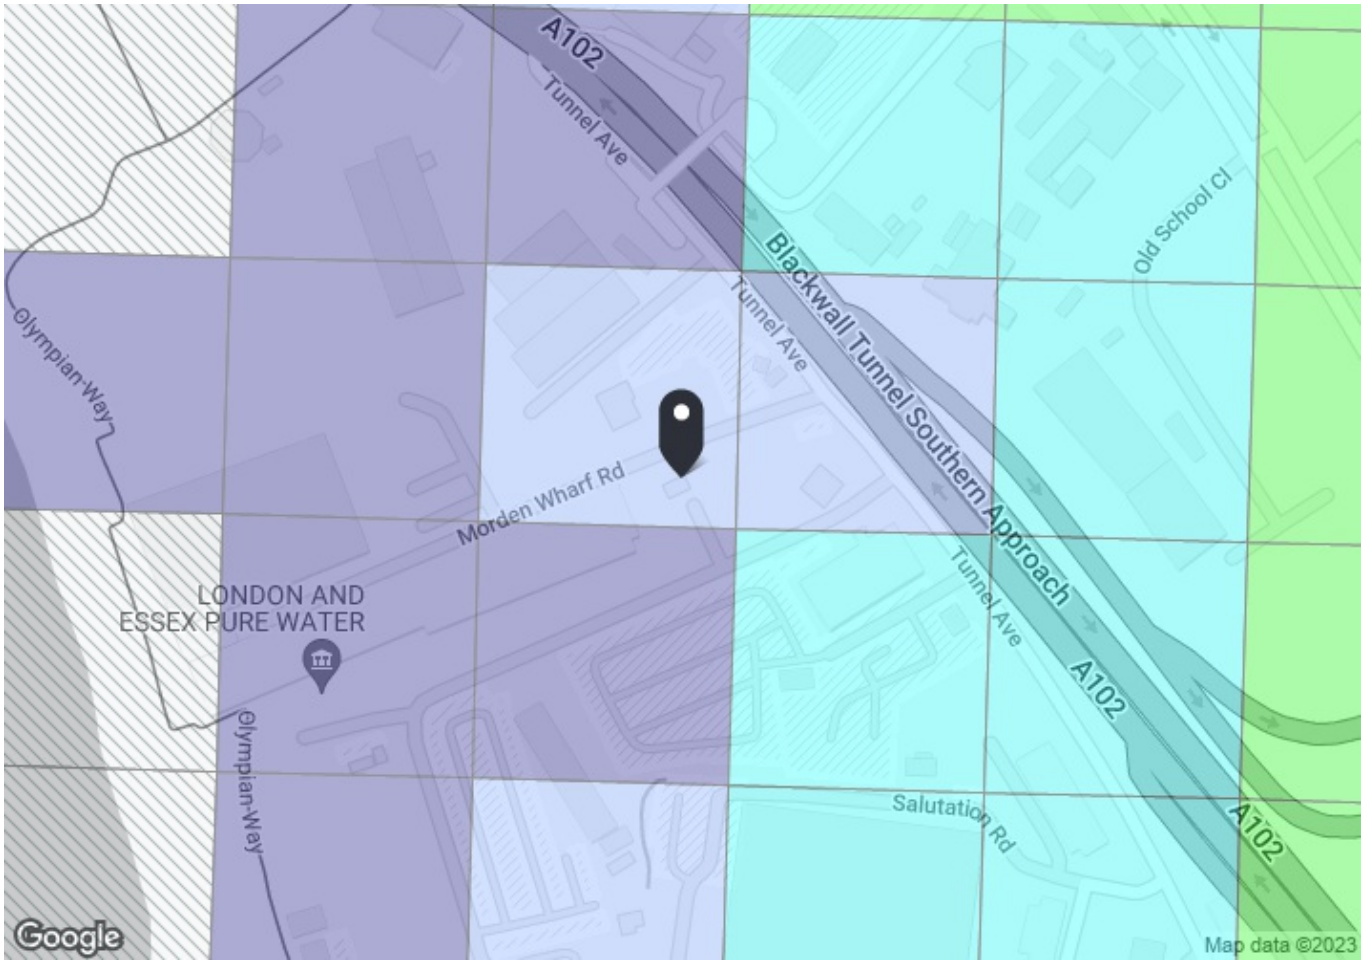 A102
Tunnel Ave
Old School Cl
Blackwall Tunnel Southern Approach
Tunnel Ave
Olympian Way
Morden Wharf Rd
LONDON AND
ESSEX PURE WATER
Tunnel Ave
A102
Olympian Way
Salutation Rd
A102
Google
Map data ©2023